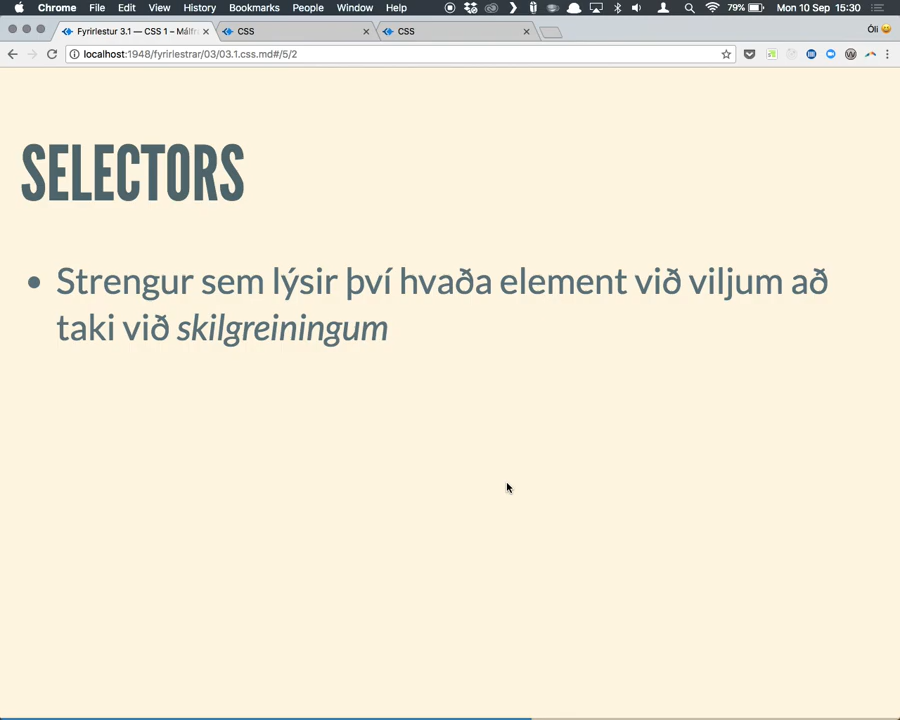 Chrome File Edit View History Bookmarks People Window Help 79% Mon 10 Sep 15:30
Fyrirlestur 3.1 — CSS 1 – Málfr CSS CSS Óli
localhost:1948/fyrirlestrar/03/03.1.css.md#/5/2
SELECTORS
• Strengur sem lýsir því hvaða element við viljum að
taki við skilgreiningum